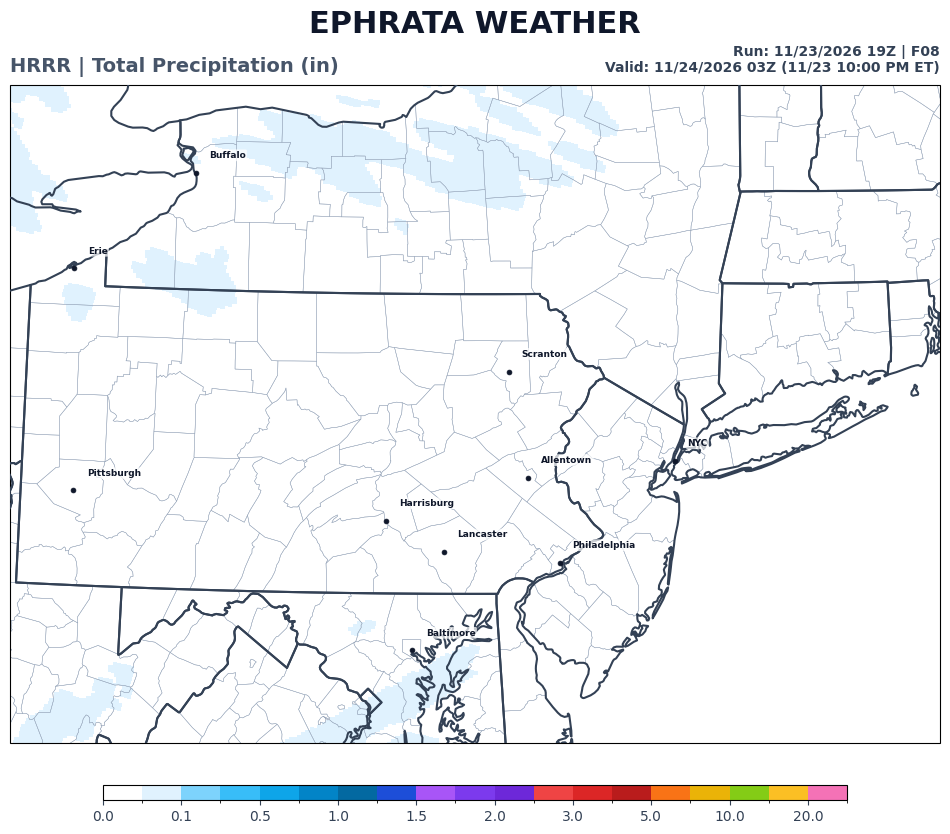 EPHRATA WEATHER
HRRR | Total Precipitation (in)
Run: 11/23/2026 19Z | F08
Valid: 11/24/2026 03Z (11/23 10:00 PM ET)
Buffalo
Erie
Scranton
NYC
Allentown
Pittsburgh
Harrisburg
Lancaster
Philadelphia
Baltimore
0.0 0.1 0.5 1.0 1.5 2.0 3.0 5.0 10.0 20.0